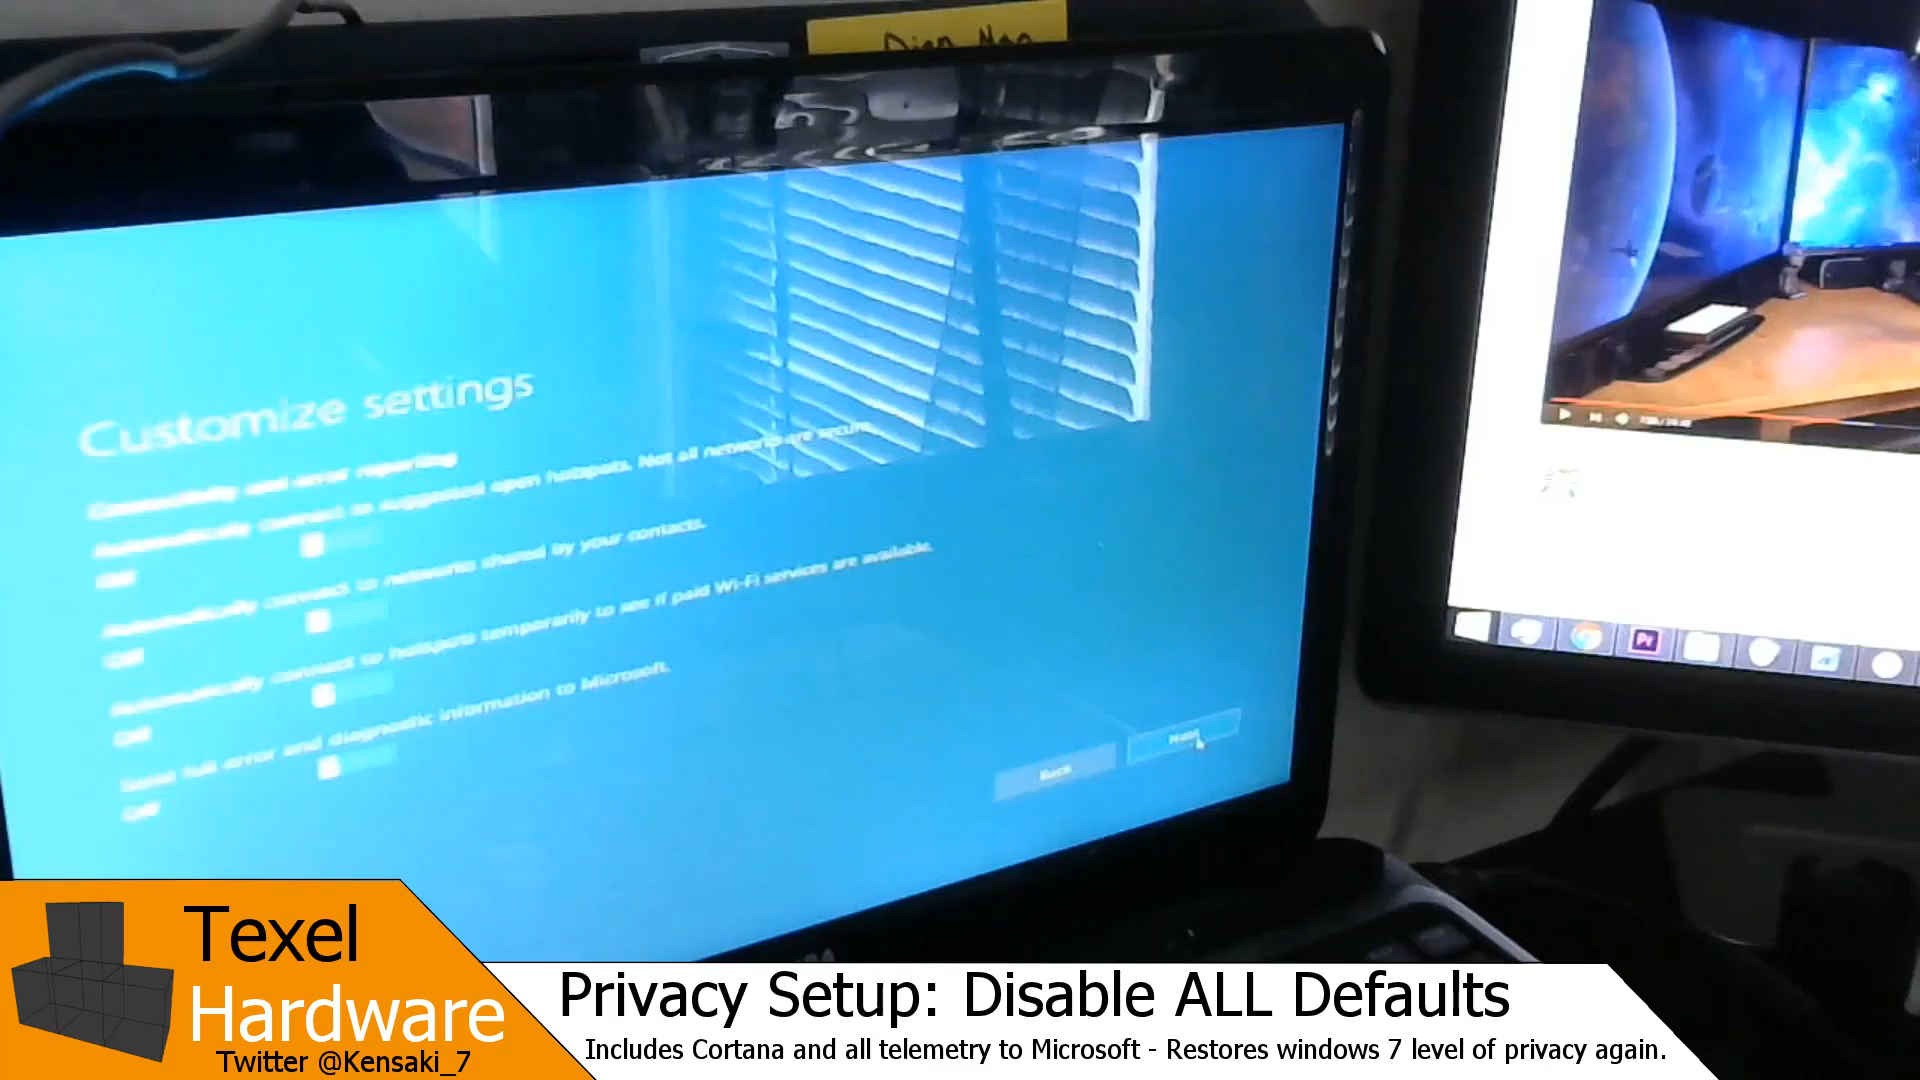 Customize settings
Connectivity and error reporting
Automatically connect to suggested open hotspots. Not all networks are secure.
Off
Automatically connect to networks shared by your contacts.
Off
Automatically connect to hotspots temporarily to see if paid Wi-Fi services are available.
Off
Send full error and diagnostic information to Microsoft.
Off
Back
Next
Pr
Texel
Hardware
Twitter @Kensaki_7
Privacy Setup: Disable ALL Defaults
Includes Cortana and all telemetry to Microsoft - Restores windows 7 level of privacy again.